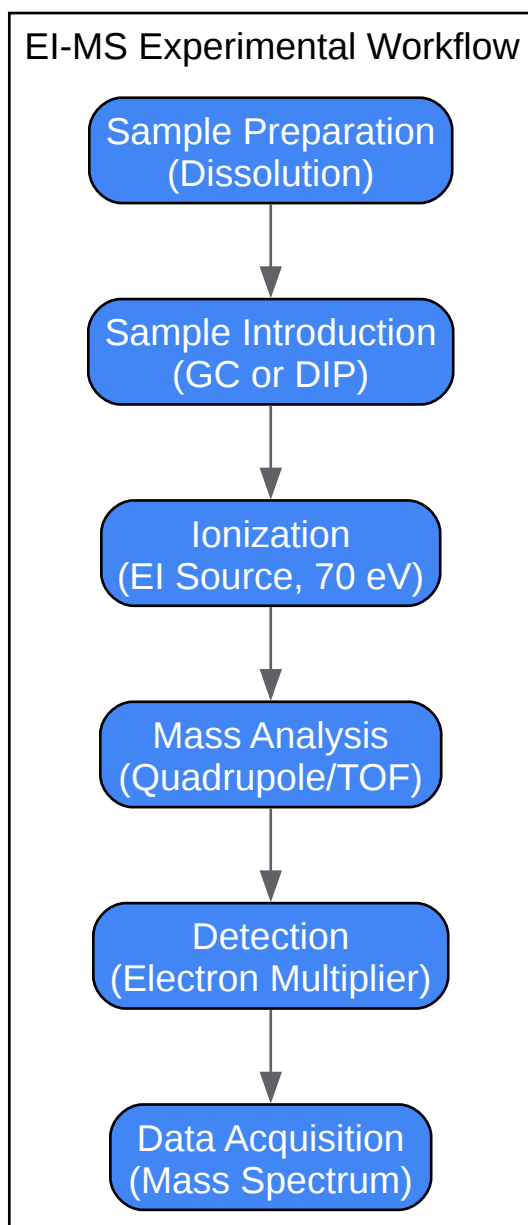 EI-MS Experimental Workflow
Sample Preparation
(Dissolution)
Sample Introduction
(GC or DIP)
Ionization
(EI Source, 70 eV)
Mass Analysis
(Quadrupole/TOF)
Detection
(Electron Multiplier)
Data Acquisition
(Mass Spectrum)